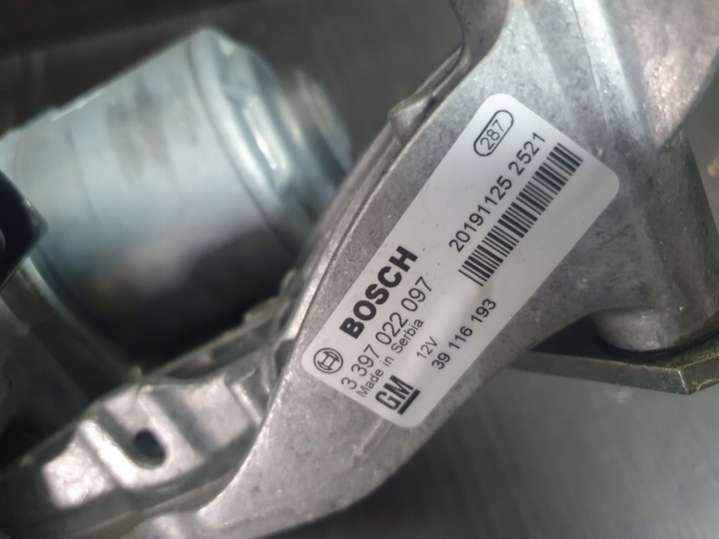 287
BOSCH
20191125 2521
3 397 022 097
Made in Serbia
12V
GM
39 116 193